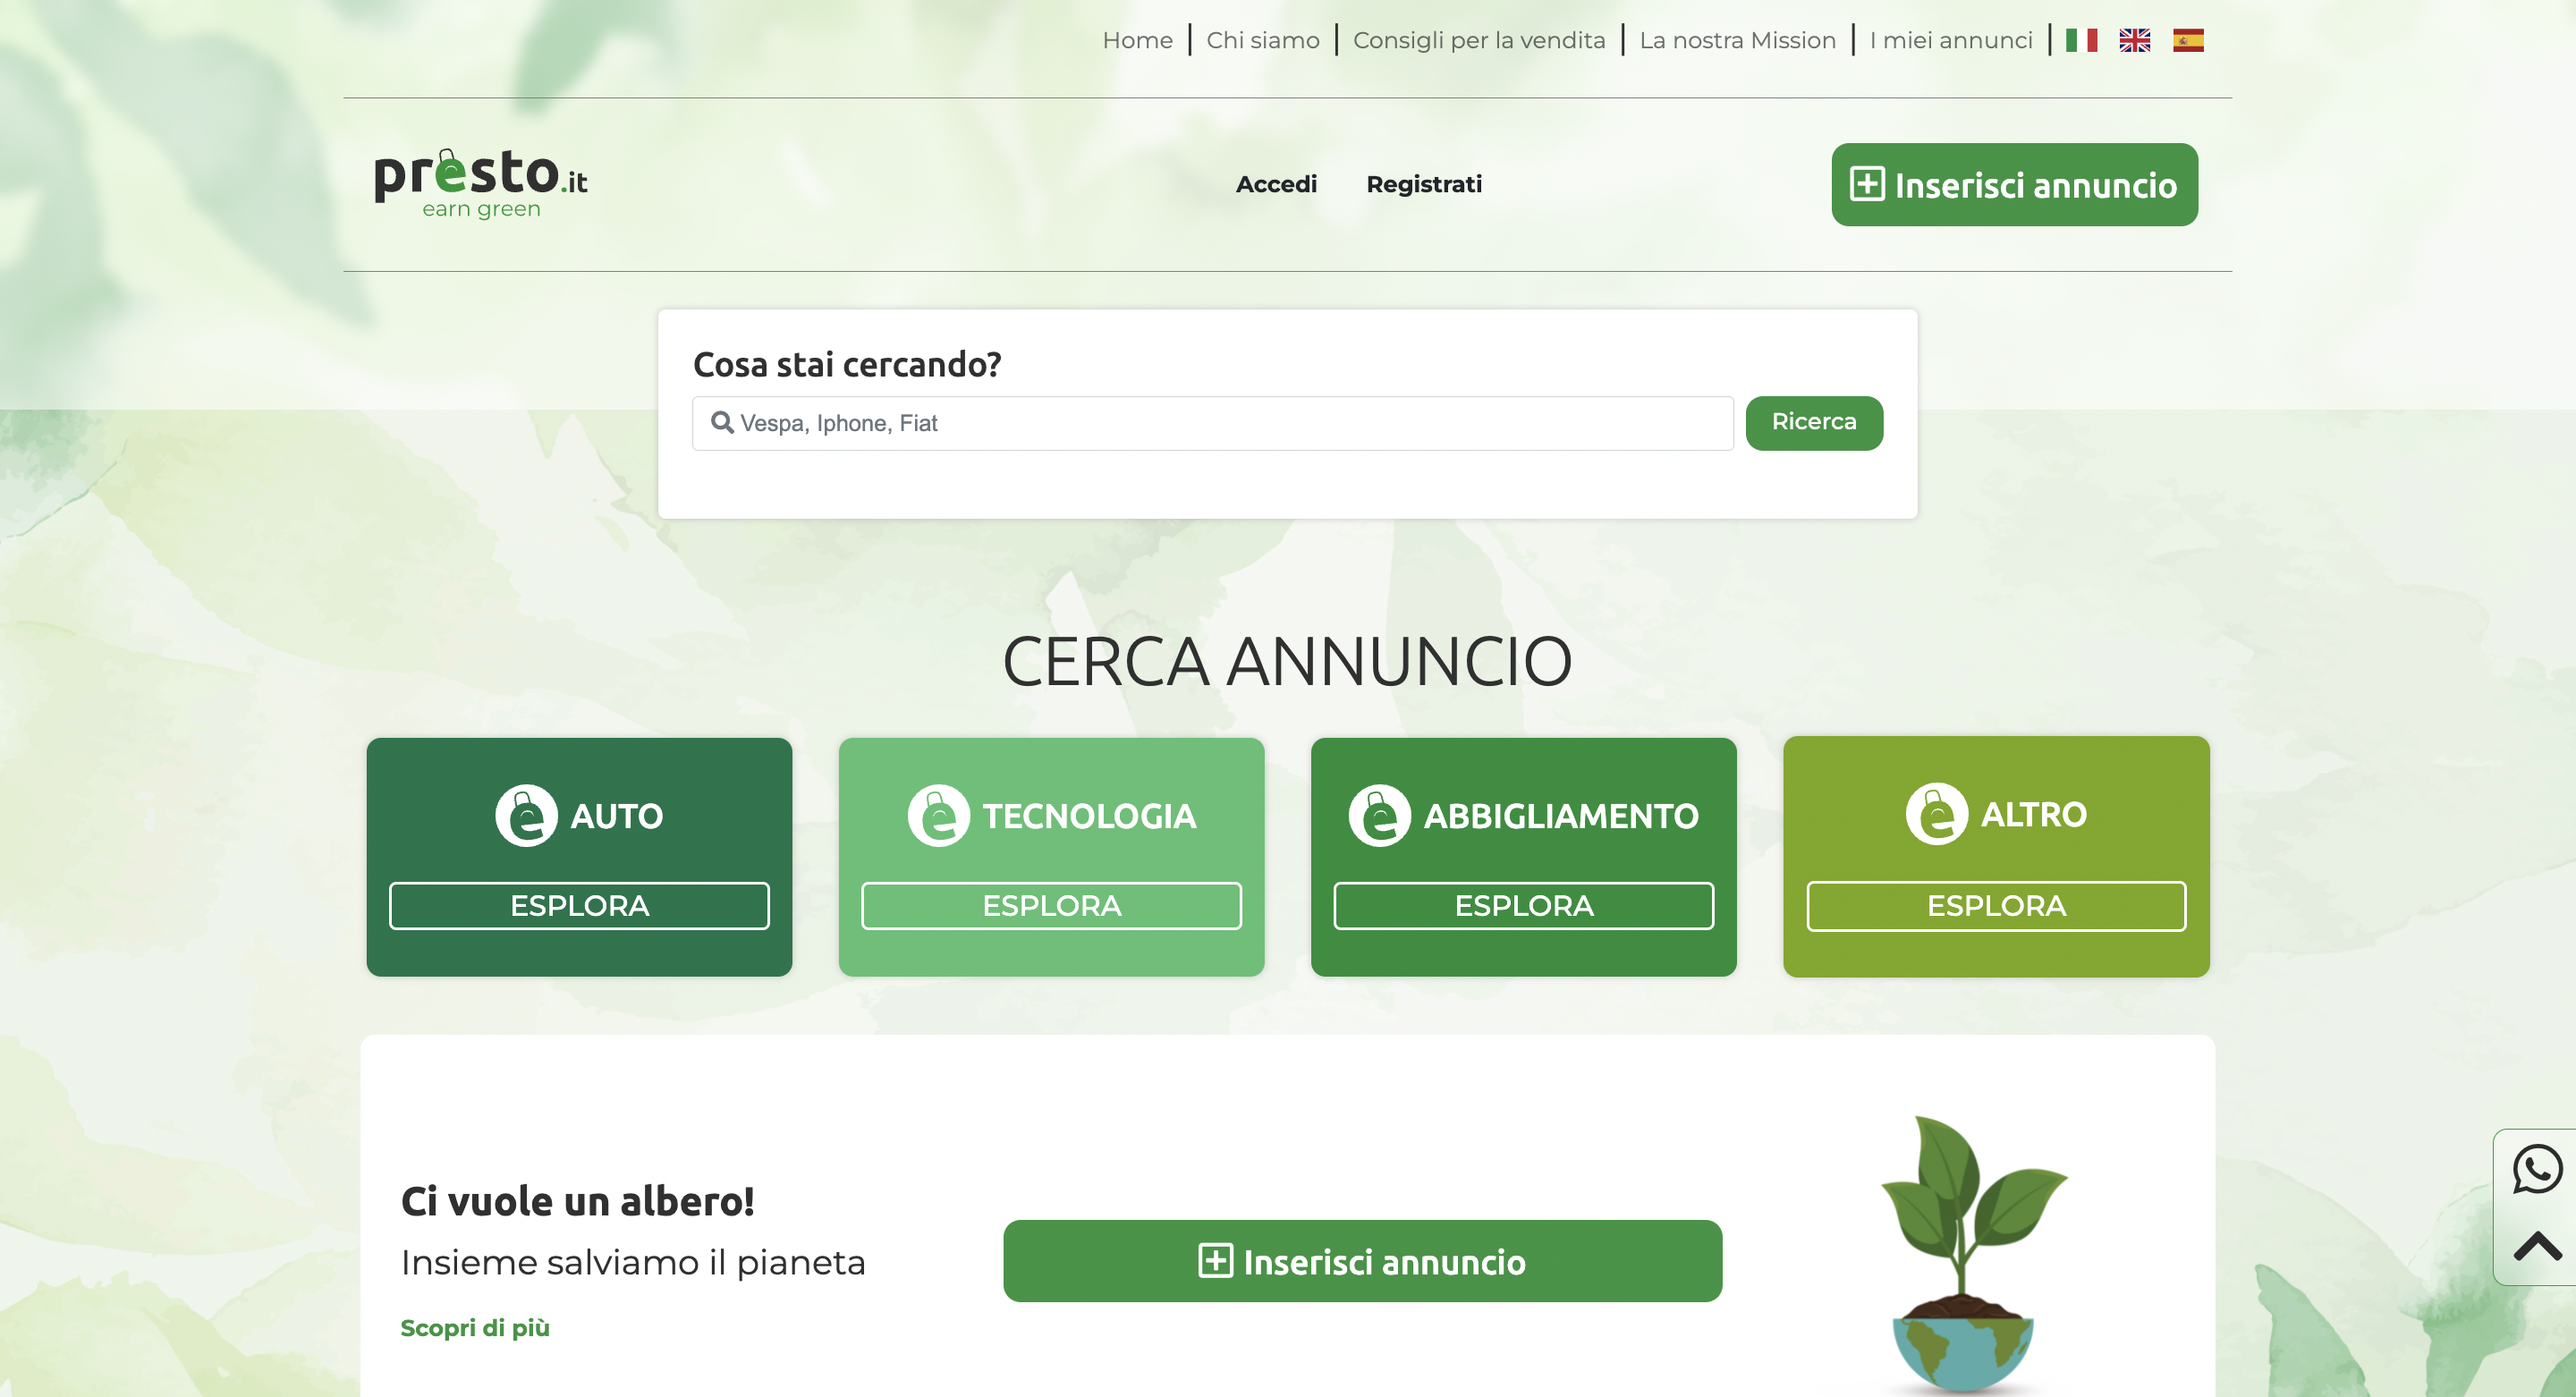 Home | Chi siamo | Consigli per la vendita | La nostra Mission | I miei annunci |
presto.it
earn green
Accedi Registrati
Inserisci annuncio
Cosa stai cercando?
Vespa, Iphone, Fiat
Ricerca
CERCA ANNUNCIO
AUTO
ESPLORA
TECNOLOGIA
ESPLORA
ABBIGLIAMENTO
ESPLORA
ALTRO
ESPLORA
Ci vuole un albero!
Insieme salviamo il pianeta
Scopri di più
Inserisci annuncio